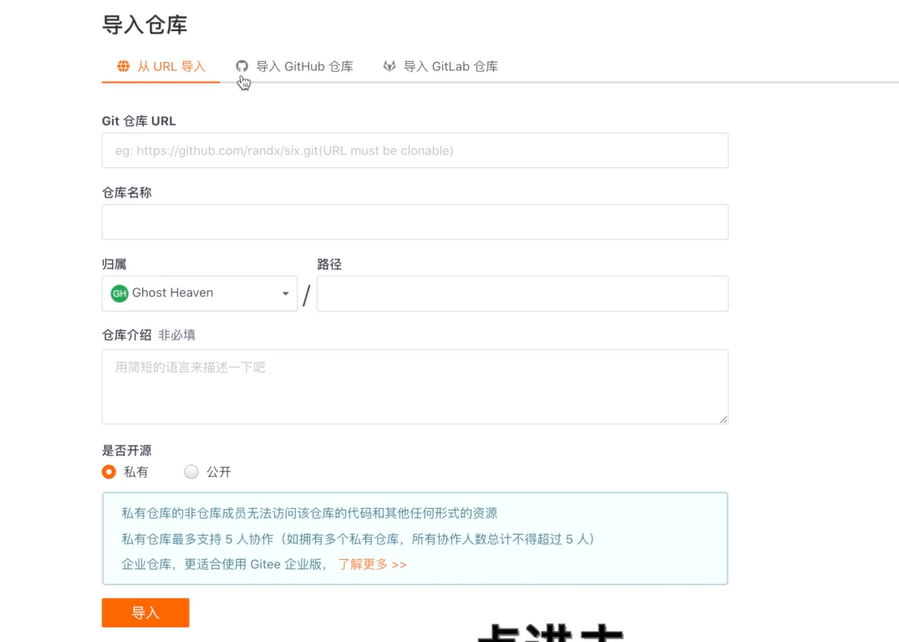 导入仓库
从 URL 导入 导入 GitHub 仓库 导入 GitLab 仓库
Git 仓库 URL
eg: https://github.com/randx/six.git(URL must be clonable)
仓库名称
归属 路径
GH Ghost Heaven /
仓库介绍 非必填
用简短的语言来描述一下吧
是否开源
私有 公开
私有仓库的非仓库成员无法访问该仓库的代码和其他任何形式的资源
私有仓库最多支持 5 人协作（如拥有多个私有仓库，所有协作人数总计不得超过 5 人）
企业仓库，更适合使用 Gitee 企业版， 了解更多 >>
导入